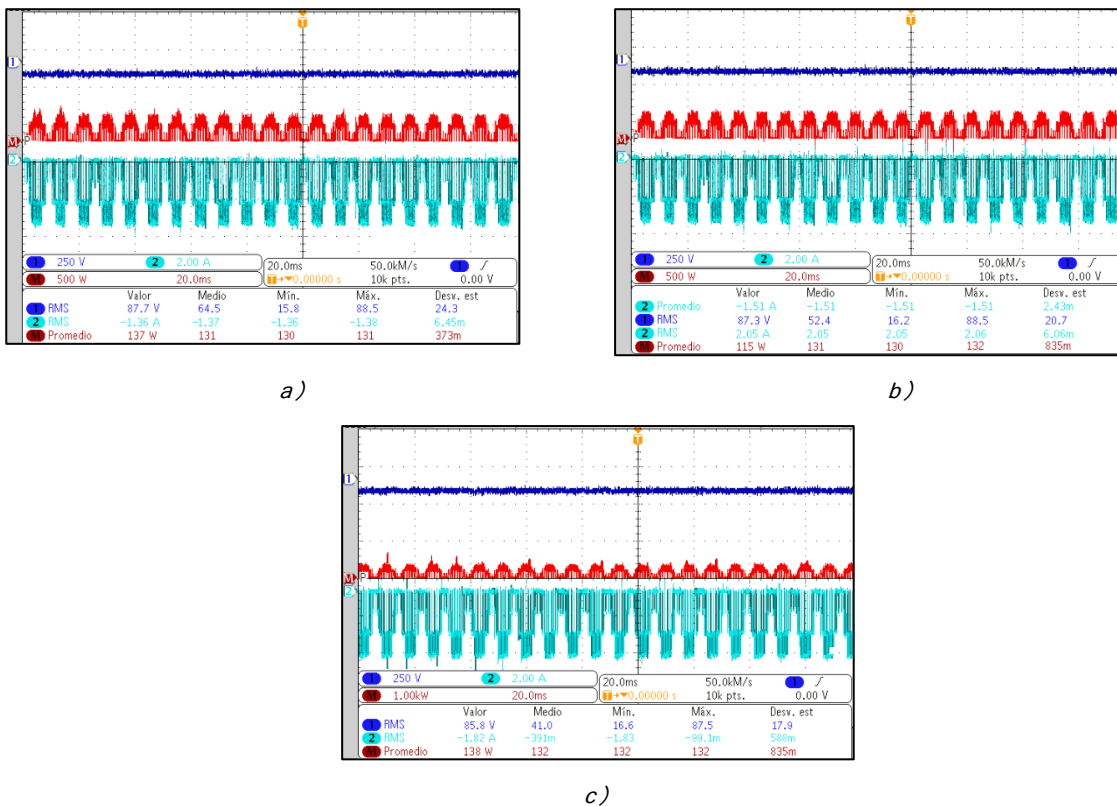 T
1
M P
2
1 250 V 2 2.00 A 20.0ms 50.0kM/s 1 ∫
M 500 W 20.0ms T→▼0.00000 s 10k pts. 0.00 V
Valor Medio Mín. Máx. Desv. est
1 RMS 87.7 V 64.5 15.8 88.5 24.3
2 RMS -1.36 A -1.37 -1.36 -1.38 6.45m
M Promedio 137 W 131 130 131 373m
a)
T
1
M P
2
1 250 V 2 2.00 A 20.0ms 50.0kM/s 1 ∫
M 500 W 20.0ms T→▼0.00000 s 10k pts. 0.00 V
Valor Medio Mín. Máx. Desv. est
2 Promedio -1.51 A -1.51 -1.51 -1.51 2.43m
1 RMS 87.3 V 52.4 16.2 88.5 20.7
2 RMS 2.05 A 2.05 2.05 2.06 6.06m
M Promedio 115 W 131 130 132 835m
b)
T
1
M P
2
1 250 V 2 2.00 A 20.0ms 50.0kM/s 1 ∫
M 1.00kW 20.0ms T→▼0.00000 s 10k pts. 0.00 V
Valor Medio Mín. Máx. Desv. est
1 RMS 85.8 V 41.0 16.6 87.5 17.9
2 RMS -1.82 A -391m -1.83 -99.1m 588m
M Promedio 138 W 132 132 132 835m
c)